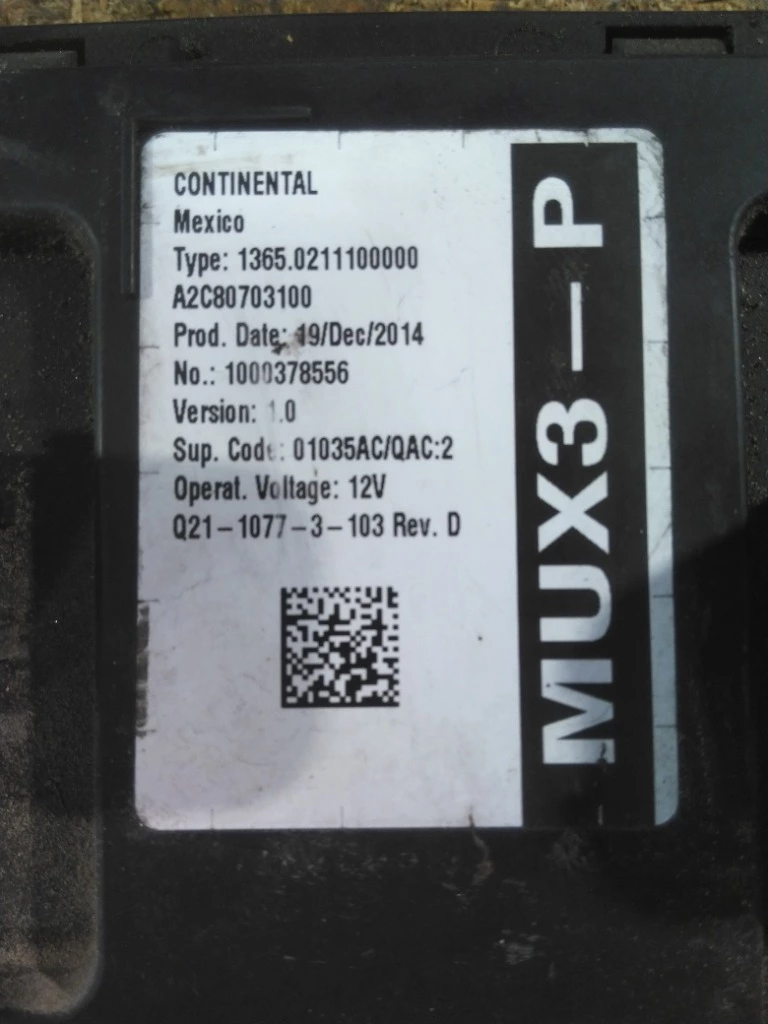 CONTINENTAL
Mexico
Type: 1365.0211100000
A2C80703100
Prod. Date: 19/Dec/2014
No.: 1000378556
Version: 1.0
Sup. Code: 01035AC/QAC:2
Operat. Voltage: 12V
Q21-1077-3-103 Rev. D
MUX3-P